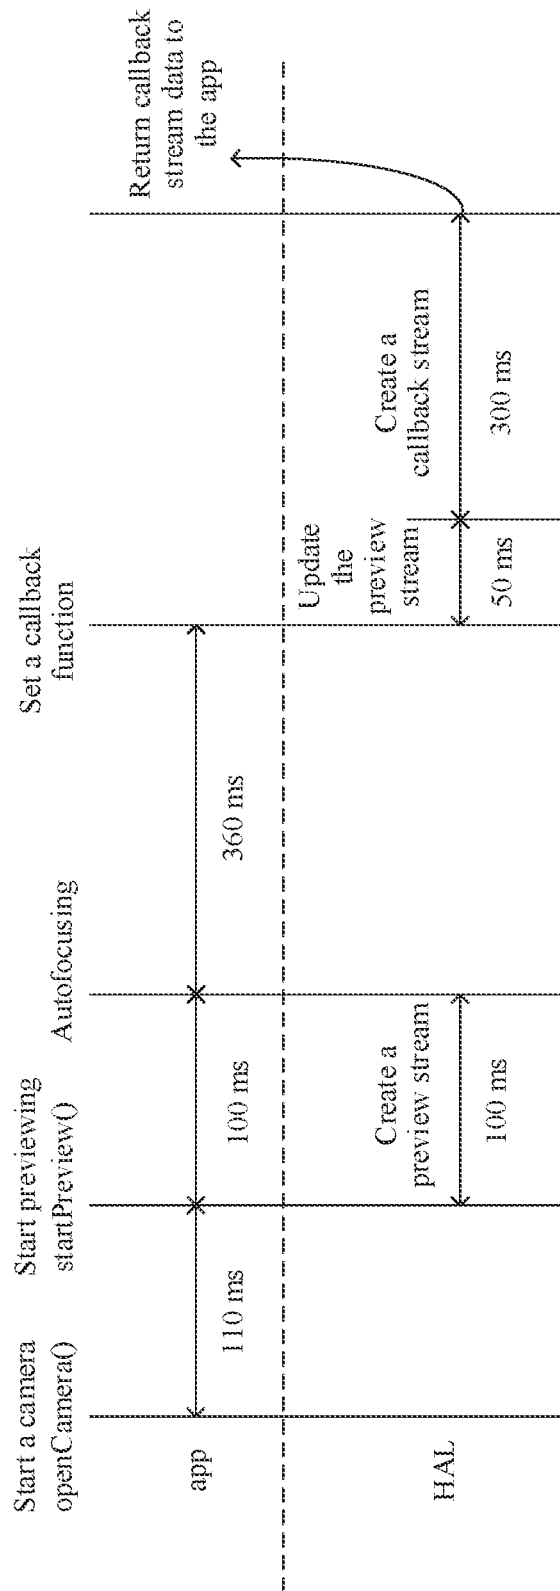 Start a camera
openCamera()
Start previewing
startPreview()
Autofocusing
Set a callback
function
Return callback
stream data to
the app
app
110 ms
100 ms
360 ms
HAL
Create a
preview stream
100 ms
Update
the
preview
stream
50 ms
Create a
callback stream
300 ms